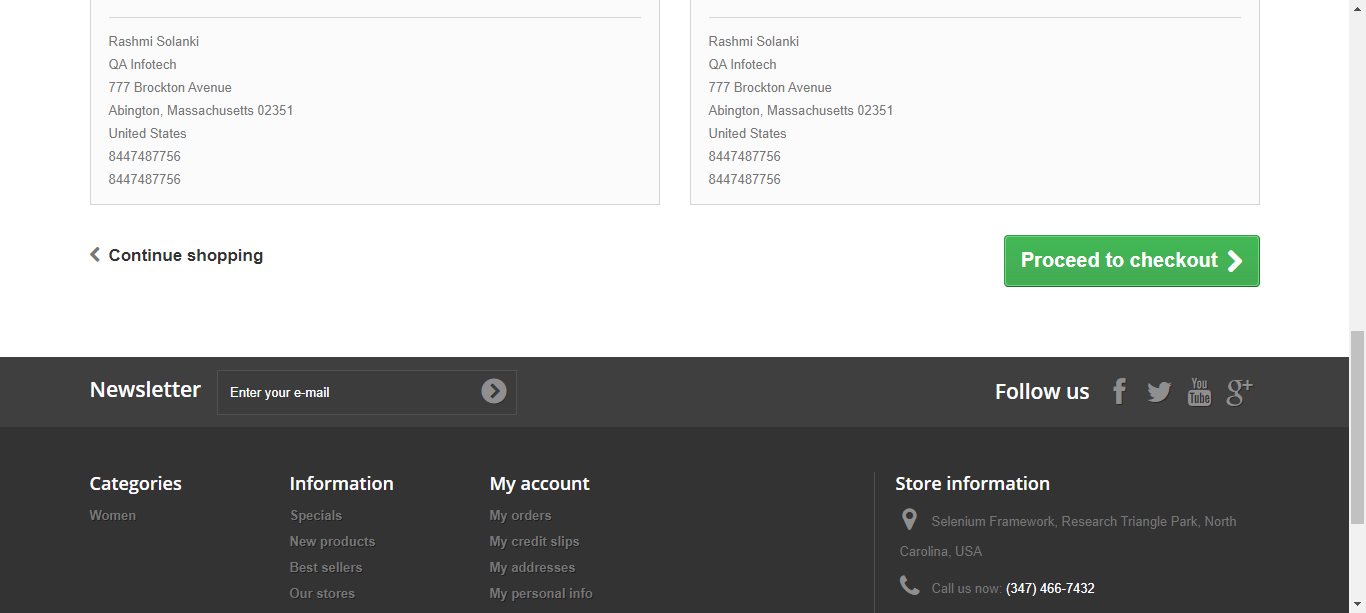 Rashmi Solanki
QA Infotech
777 Brockton Avenue
Abington, Massachusetts 02351
United States
8447487756
8447487756
Rashmi Solanki
QA Infotech
777 Brockton Avenue
Abington, Massachusetts 02351
United States
8447487756
8447487756
Continue shopping
Proceed to checkout
Newsletter
Enter your e-mail
Follow us
You
Tube
g+
Categories
Women
Information
Specials
New products
Best sellers
Our stores
My account
My orders
My credit slips
My addresses
My personal info
Store information
Selenium Framework, Research Triangle Park, North
Carolina, USA
Call us now: (347) 466-7432